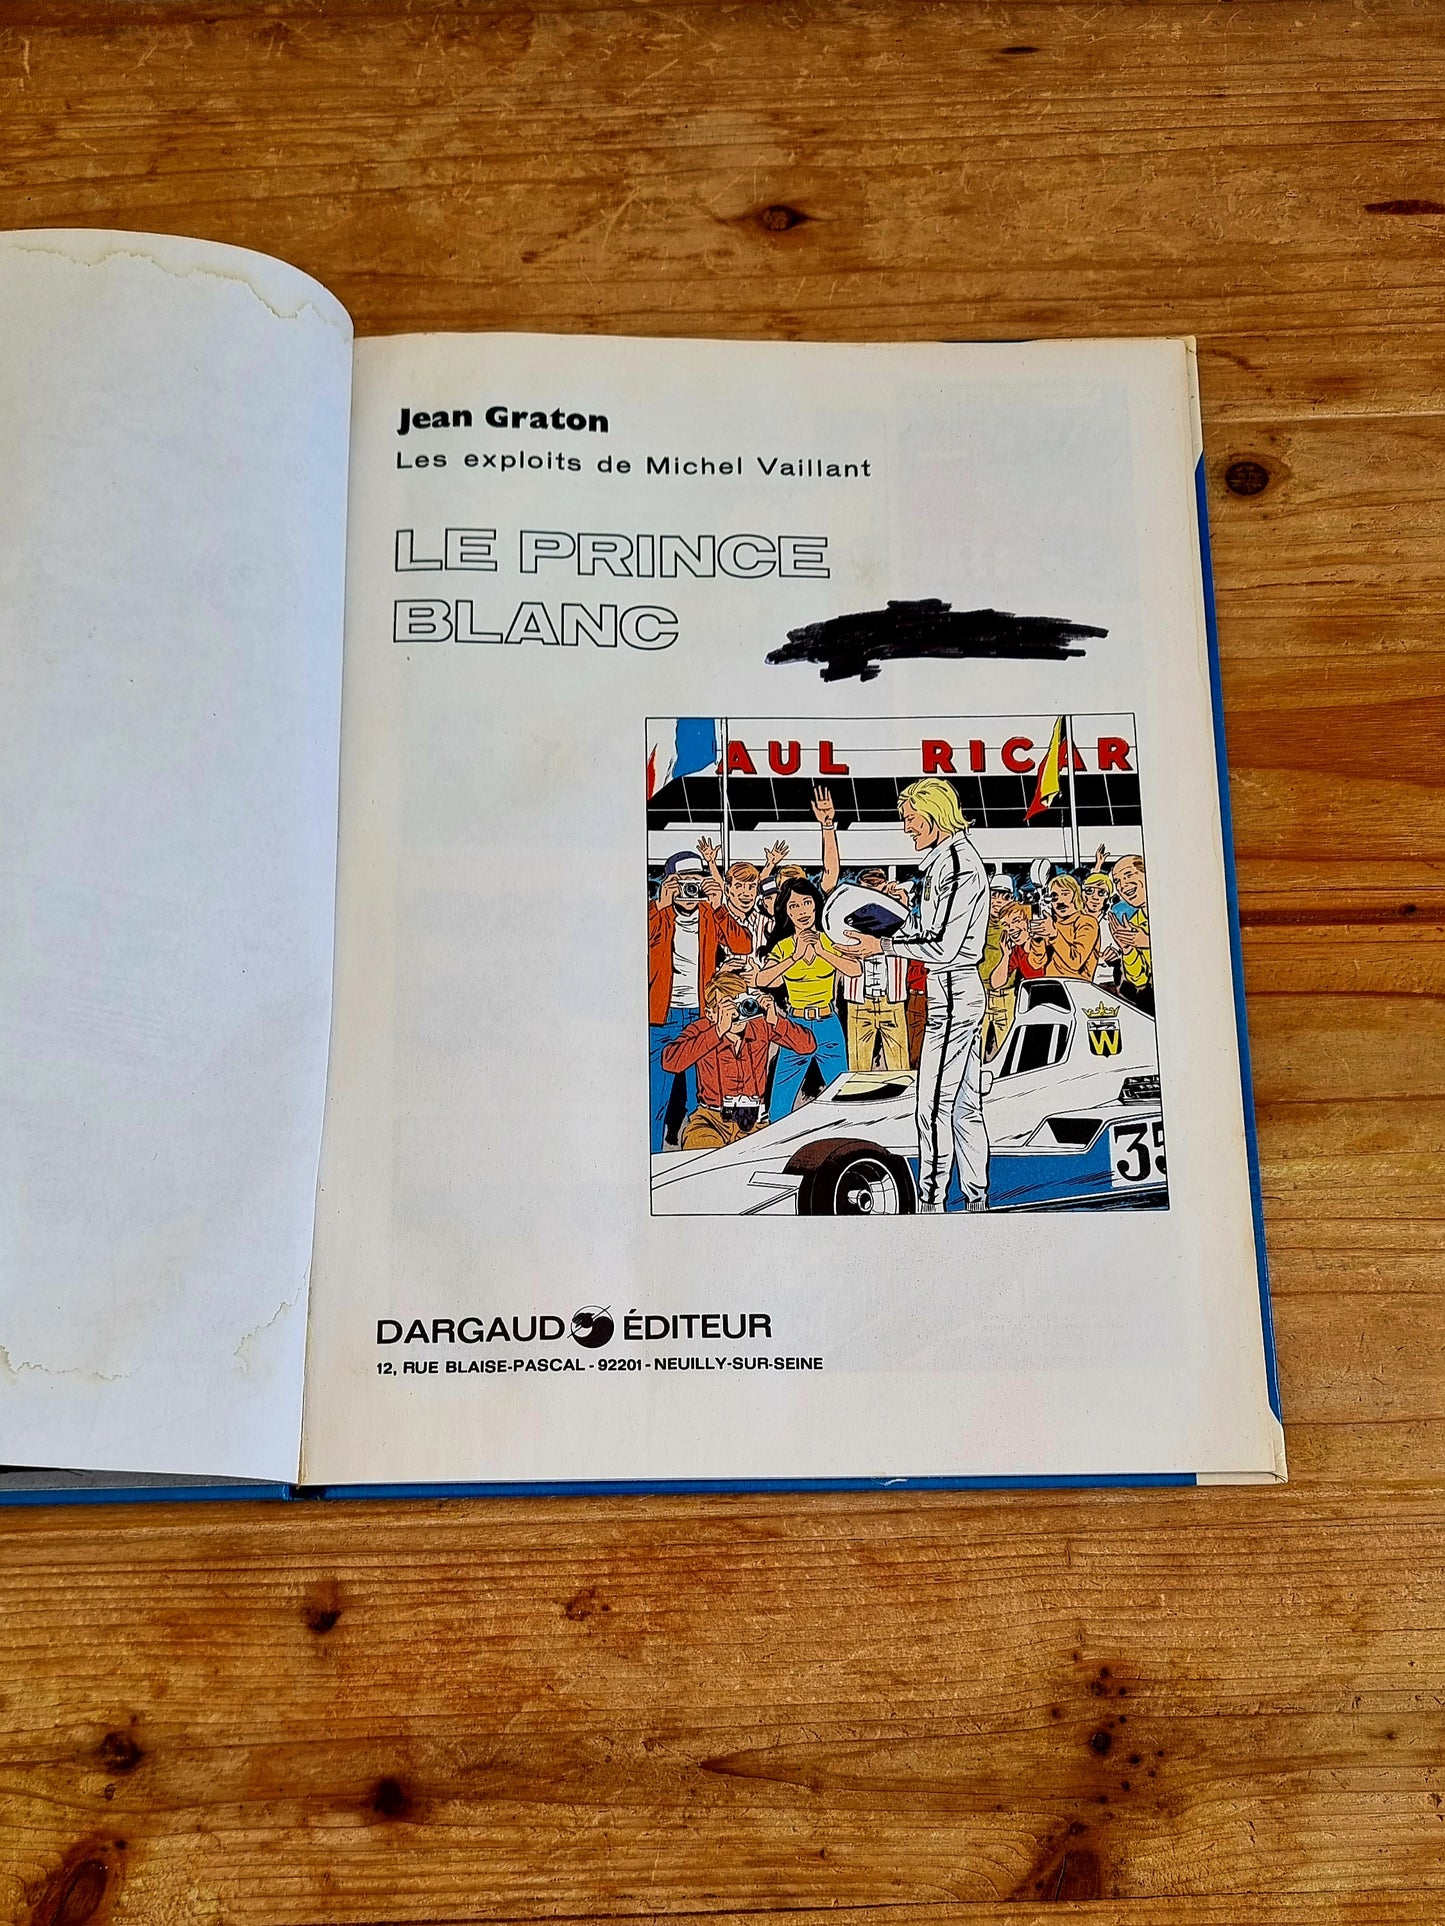 Jean Graton
Les exploits de Michel Vaillant
LE PRINCE
BLANC
AUL RICAR
W
35
DARGAUD ÉDITEUR
12, RUE BLAISE-PASCAL - 92201 - NEUILLY-SUR-SEINE